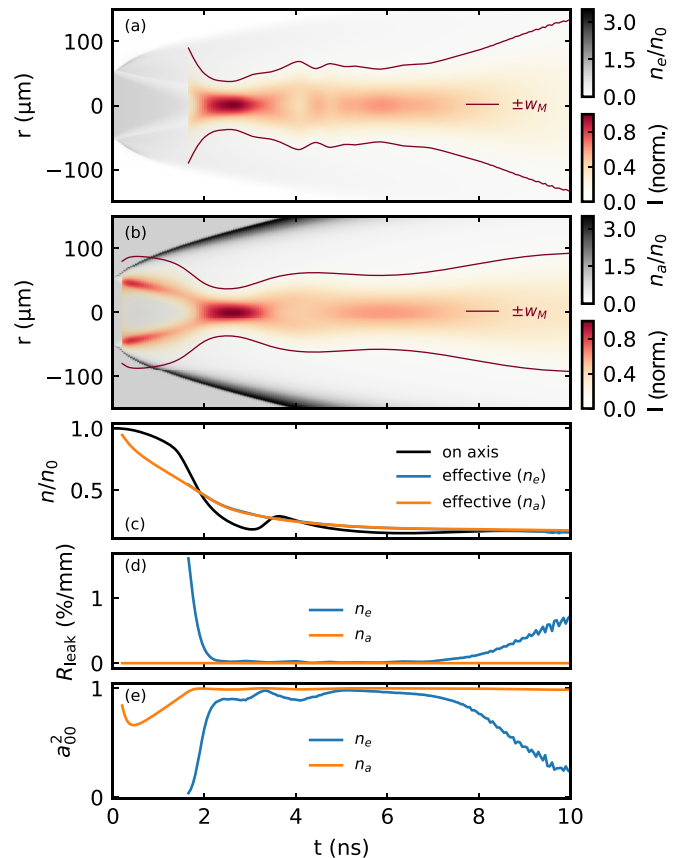 (a)
100
0
−100
r (μm)
±w_M
3.0
1.5
0.0
n_e/n_0
0.8
0.4
0.0
I (norm.)
(b)
100
0
−100
r (μm)
±w_M
3.0
1.5
0.0
n_a/n_0
0.8
0.4
0.0
I (norm.)
1.0
0.5
n/n_0
(c)
on axis
effective (n_e)
effective (n_a)
(d)
1
0
R_leak (%/mm)
n_e
n_a
(e)
1
0
a_00^2
n_e
n_a
0 2 4 6 8 10
t (ns)